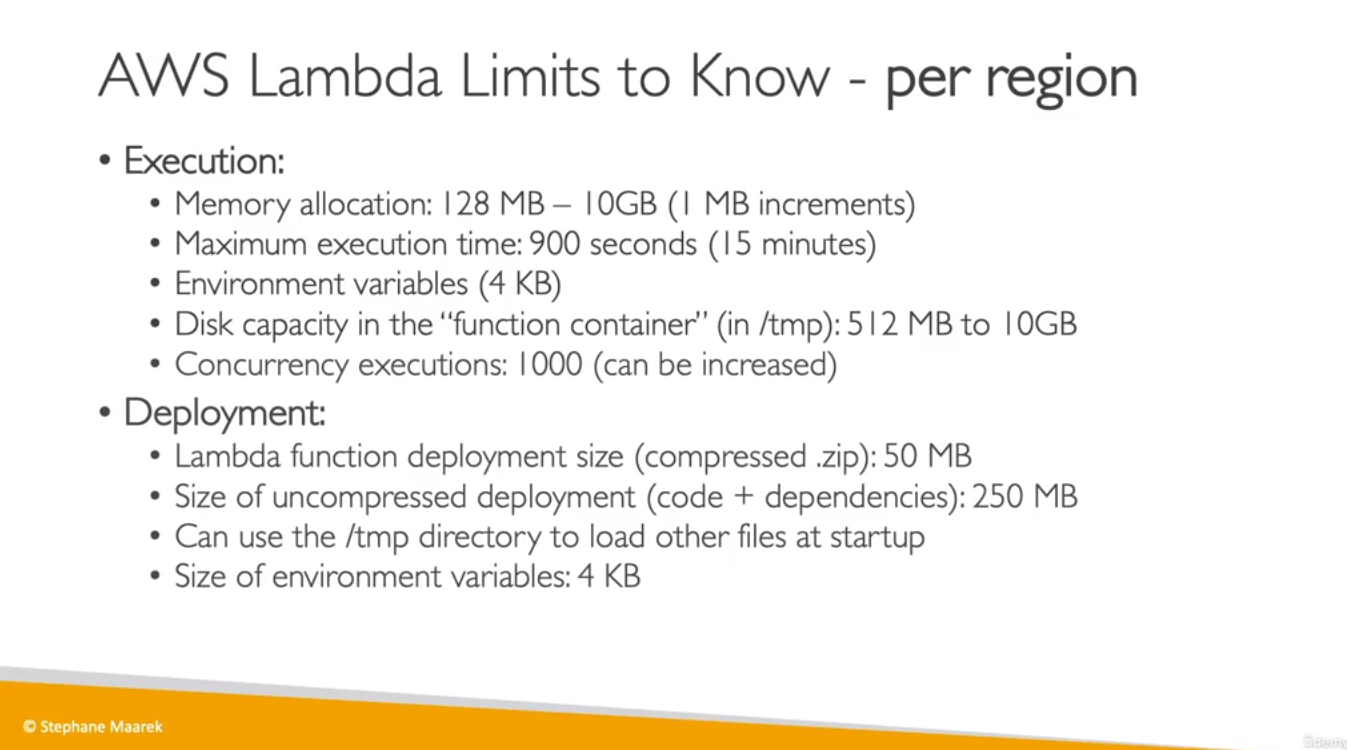 AWS Lambda Limits to Know - per region
• Execution:
• Memory allocation: 128 MB – 10GB (1 MB increments)
• Maximum execution time: 900 seconds (15 minutes)
• Environment variables (4 KB)
• Disk capacity in the “function container” (in /tmp): 512 MB to 10GB
• Concurrency executions: 1000 (can be increased)
• Deployment:
• Lambda function deployment size (compressed .zip): 50 MB
• Size of uncompressed deployment (code + dependencies): 250 MB
• Can use the /tmp directory to load other files at startup
• Size of environment variables: 4 KB
© Stephane Maarek
ûdemy